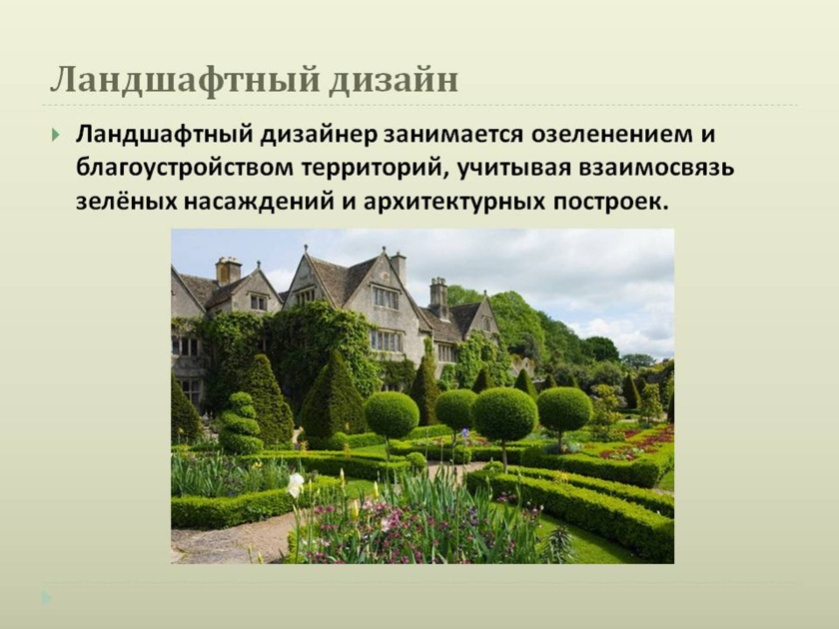 Ландшафтный дизайн
Ландшафтный дизайнер занимается озеленением и
благоустройством территорий, учитывая взаимосвязь
зелёных насаждений и архитектурных построек.